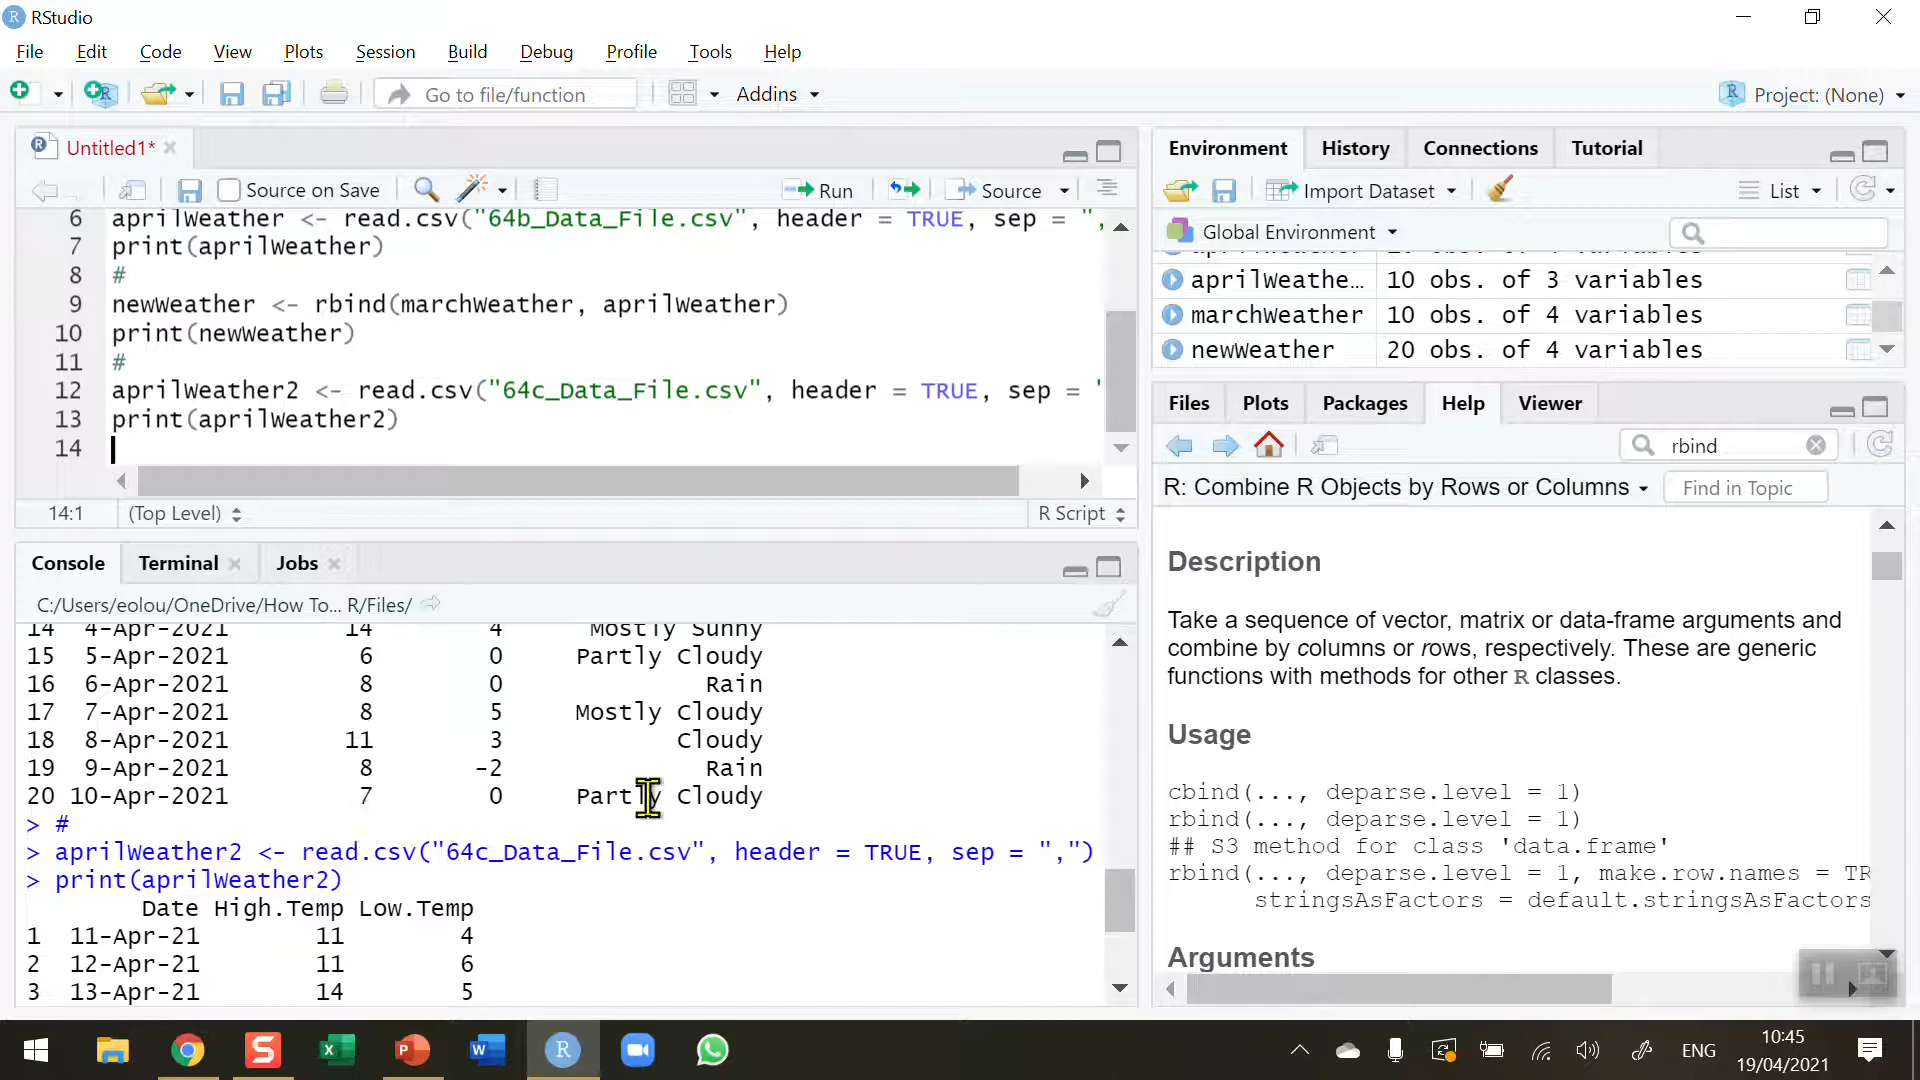 RStudio
File Edit Code View Plots Session Build Debug Profile Tools Help
Go to file/function Addins Project: (None)
Untitled1*
Source on Save Run Source
6 aprilWeather <- read.csv("64b_Data_File.csv", header = TRUE, sep = ",
7 print(aprilWeather)
8 #
9 newWeather <- rbind(marchWeather, aprilWeather)
10 print(newWeather)
11 #
12 aprilWeather2 <- read.csv("64c_Data_File.csv", header = TRUE, sep = "
13 print(aprilWeather2)
14
14:1 (Top Level) R Script
Console Terminal Jobs
C:/Users/eolou/OneDrive/How To... R/Files/
14 4-Apr-2021 14 4 Mostly Sunny
15 5-Apr-2021 6 0 Partly Cloudy
16 6-Apr-2021 8 0 Rain
17 7-Apr-2021 8 5 Mostly Cloudy
18 8-Apr-2021 11 3 Cloudy
19 9-Apr-2021 8 -2 Rain
20 10-Apr-2021 7 0 Partly Cloudy
> #
> aprilWeather2 <- read.csv("64c_Data_File.csv", header = TRUE, sep = ",")
> print(aprilWeather2)
Date High.Temp Low.Temp
1 11-Apr-21 11 4
2 12-Apr-21 11 6
3 13-Apr-21 14 5
Environment History Connections Tutorial
Import Dataset List
Global Environment
aprilWeathe... 10 obs. of 3 variables
marchWeather 10 obs. of 4 variables
newWeather 20 obs. of 4 variables
Files Plots Packages Help Viewer
rbind
R: Combine R Objects by Rows or Columns Find in Topic
Description
Take a sequence of vector, matrix or data-frame arguments and
combine by columns or rows, respectively. These are generic
functions with methods for other R classes.
Usage
cbind(..., deparse.level = 1)
rbind(..., deparse.level = 1)
## S3 method for class 'data.frame'
rbind(..., deparse.level = 1, make.row.names = TR
stringsAsFactors = default.stringsAsFactors
Arguments
ENG
10:45
19/04/2021